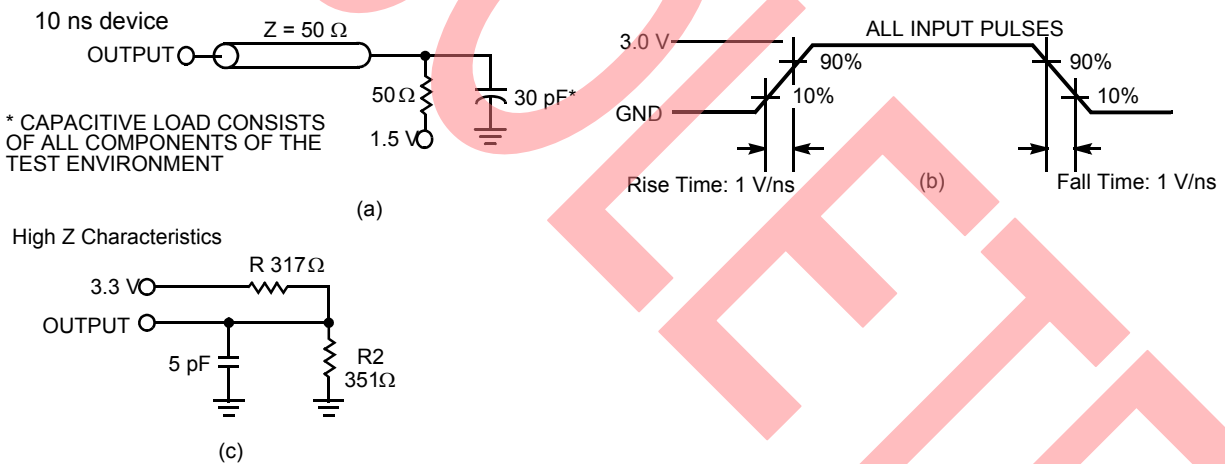 10 ns device
OUTPUT
Z = 50 Ω
50 Ω
30 pF*
1.5 V
* CAPACITIVE LOAD CONSISTS
OF ALL COMPONENTS OF THE
TEST ENVIRONMENT
(a)
ALL INPUT PULSES
3.0 V
90%
90%
10%
10%
GND
Rise Time: 1 V/ns
(b)
Fall Time: 1 V/ns
High Z Characteristics
R 317Ω
3.3 V
OUTPUT
5 pF
R2
351Ω
(c)